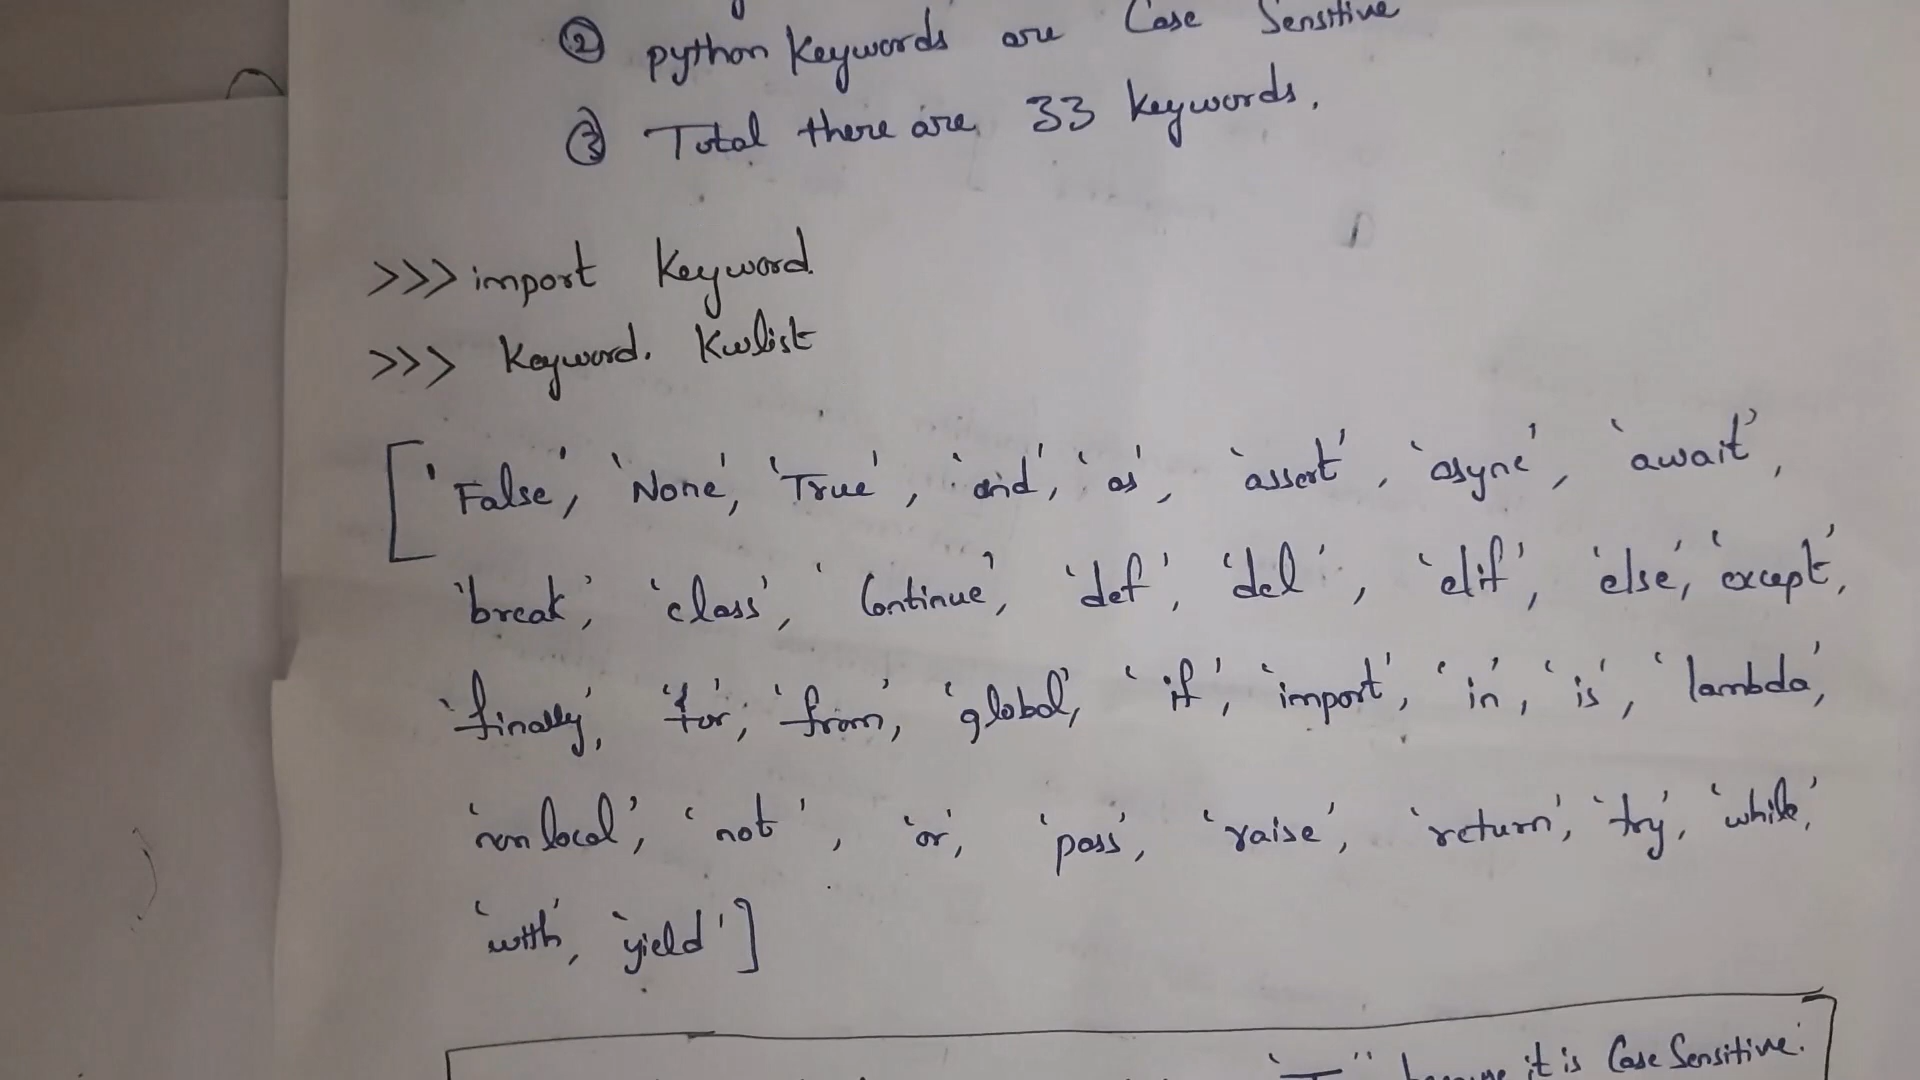 ② python Keywords are Case Sensitive
③ Total there are 33 keywords.
>>> import Keyword
>>> Keyword. Kwlist
['False', 'None', 'True', 'and', 'as', 'assert', 'async', 'await',
'break', 'class', 'Continue', 'def', 'del', 'elif', 'else', 'except',
'finally', 'for', 'from', 'global', 'if', 'import', 'in', 'is', 'lambda',
'non local', 'not', 'or', 'pass', 'raise', 'return', 'try', 'while',
'with', 'yield']
it is Case Sensitive.